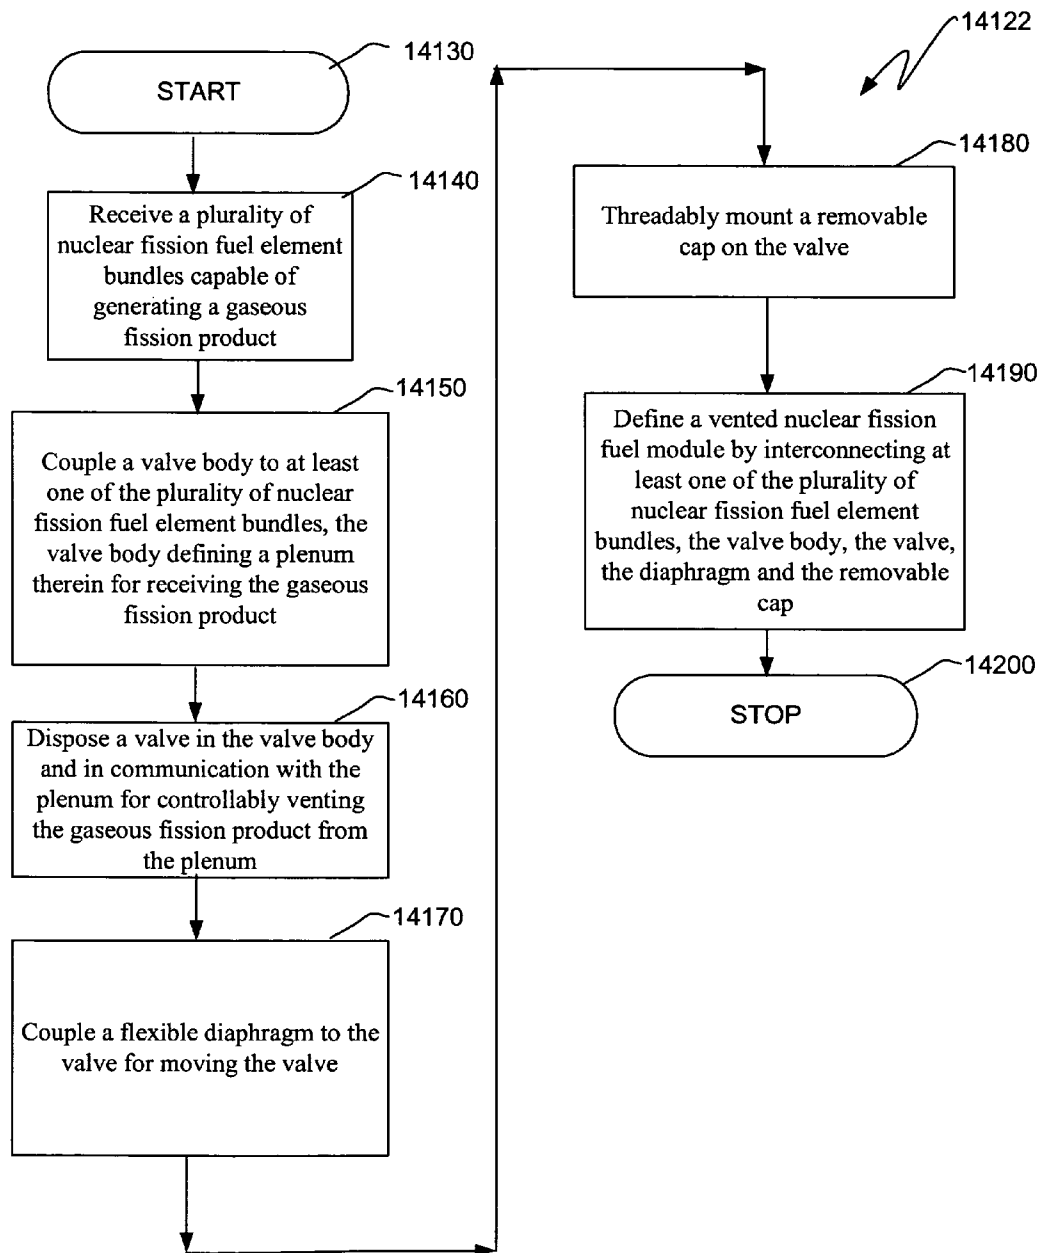 14122
14130
START
14140
Receive a plurality of
nuclear fission fuel element
bundles capable of
generating a gaseous
fission product
14150
Couple a valve body to at least
one of the plurality of nuclear
fission fuel element bundles, the
valve body defining a plenum
therein for receiving the gaseous
fission product
14160
Dispose a valve in the valve body
and in communication with the
plenum for controllably venting
the gaseous fission product from
the plenum
14170
Couple a flexible diaphragm to the
valve for moving the valve
14180
Threadably mount a removable
cap on the valve
14190
Define a vented nuclear fission
fuel module by interconnecting at
least one of the plurality of
nuclear fission fuel element
bundles, the valve body, the valve,
the diaphragm and the removable
cap
14200
STOP